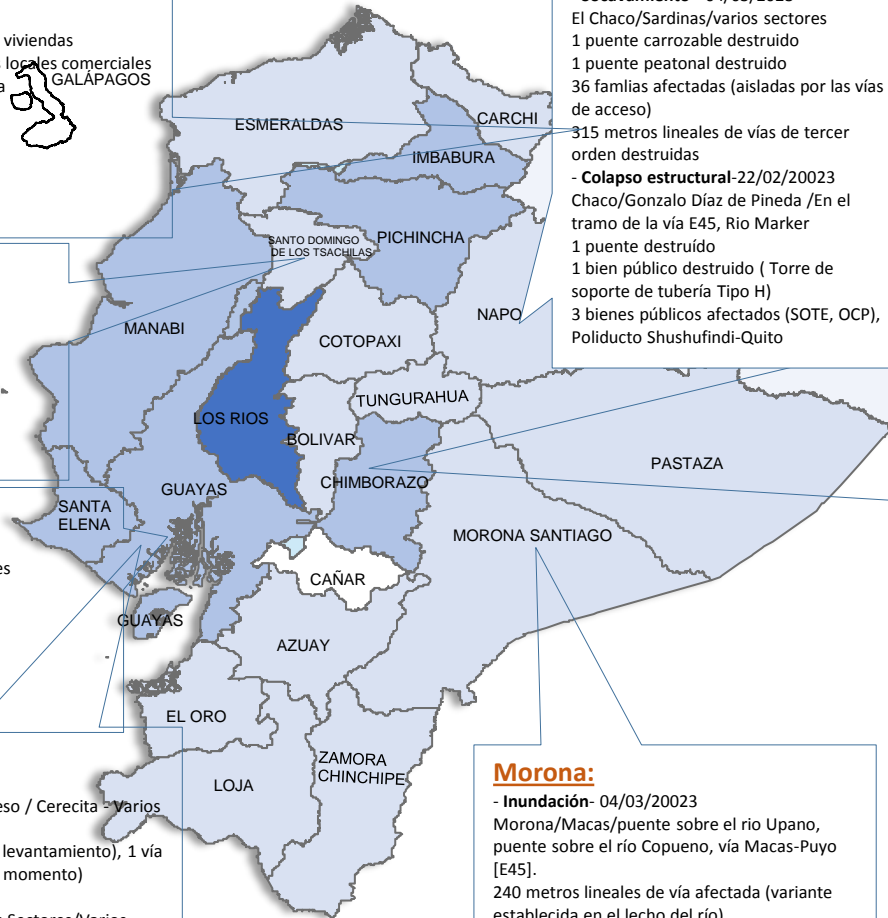 viviendas
locales comerciales
a
GALÁPAGOS
ESMERALDAS
CARCHI
IMBABURA
SANTO DOMINGO
DE LOS TSACHILAS
PICHINCHA
NAPO
MANABI
COTOPAXI
TUNGURAHUA
LOS RIOS
BOLIVAR
CHIMBORAZO
PASTAZA
GUAYAS
SANTA
ELENA
MORONA SANTIAGO
es
CAÑAR
GUAYAS
AZUAY
EL ORO
ZAMORA
CHINCHIPE
LOJA
El Chaco/Sardinas/varios sectores
1 puente carrozable destruido
1 puente peatonal destruido
36 famlias afectadas (aisladas por las vías
de acceso)
315 metros lineales de vías de tercer
orden destruidas
- Colapso estructural-22/02/20023
Chaco/Gonzalo Díaz de Pineda /En el
tramo de la vía E45, Rio Marker
1 puente destruído
1 bien público destruido ( Torre de
soporte de tubería Tipo H)
3 bienes públicos afectados (SOTE, OCP),
Poliducto Shushufindi-Quito
eso / Cerecita - Varios
levantamiento), 1 vía
momento)
Sectores/Varios
Morona:
- Inundación- 04/03/20023
Morona/Macas/puente sobre el rio Upano,
puente sobre el río Copueno, vía Macas-Puyo
[E45].
240 metros lineales de vía afectada (variante
establecida en el lecho del río)